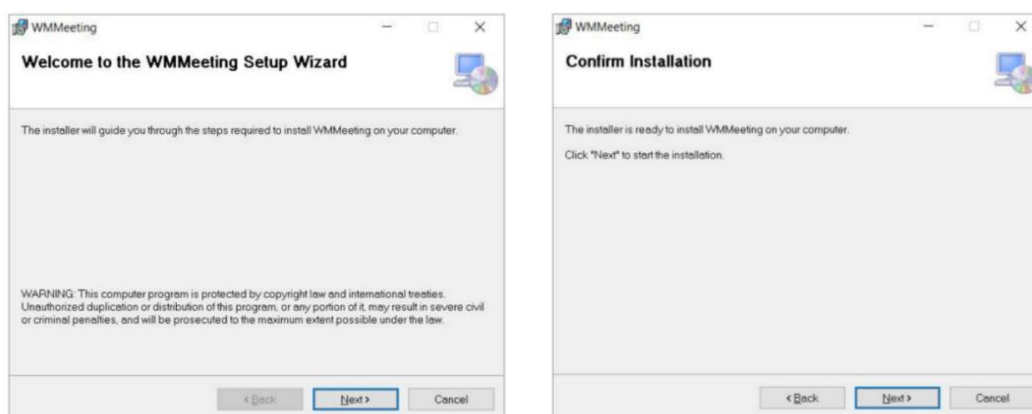 WMMeeting
Welcome to the WMMeeting Setup Wizard
The installer will guide you through the steps required to install WMMeeting on your computer.
WARNING: This computer program is protected by copyright law and international treaties.
Unauthorized duplication or distribution of this program, or any portion of it, may result in severe civil
or criminal penalties, and will be prosecuted to the maximum extent possible under the law.
< Back
Next >
Cancel
WMMeeting
Confirm Installation
The installer is ready to install WMMeeting on your computer.
Click "Next" to start the installation.
< Back
Next >
Cancel